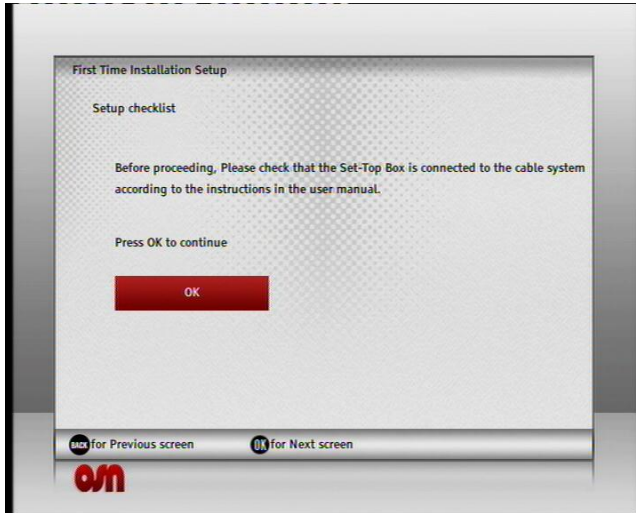 First Time Installation Setup
Setup checklist
Before proceeding, Please check that the Set-Top Box is connected to the cable system
according to the instructions in the user manual.
Press OK to continue
OK
BACK for Previous screen OK for Next screen
osn